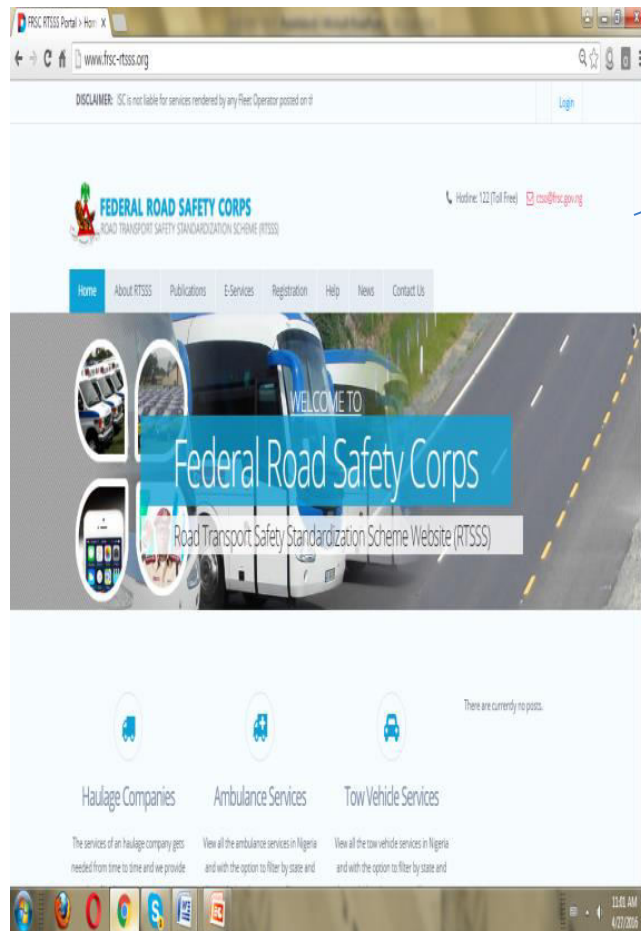 FRSC RTSSS Portal > Hom
www.frsc-rtsss.org
DISCLAIMER: ISC is not liable for services rendered by any Fleet Operator posted on th
Login
FEDERAL ROAD SAFETY CORPS
ROAD TRANSPORT SAFETY STANDARDIZATION SCHEME (RTSSS)
Hotline: 122 (Toll Free)
@frsc.gov.ng
Home About RTSSS Publications E-Services Registration Help News Contact Us
WELCOME TO
Federal Road Safety Corps
Road Transport Safety Standardization Scheme Website (RTSSS)
There are currently no posts.
Haulage Companies
The services of an haulage company gets
needed from time to time and we provide
Ambulance Services
View all the ambulance services in Nigeria
and with the option to filter by state and
Tow Vehicle Services
View all the tow vehicle services in Nigeria
and with the option to filter by state and
11:01 AM
4/27/2016